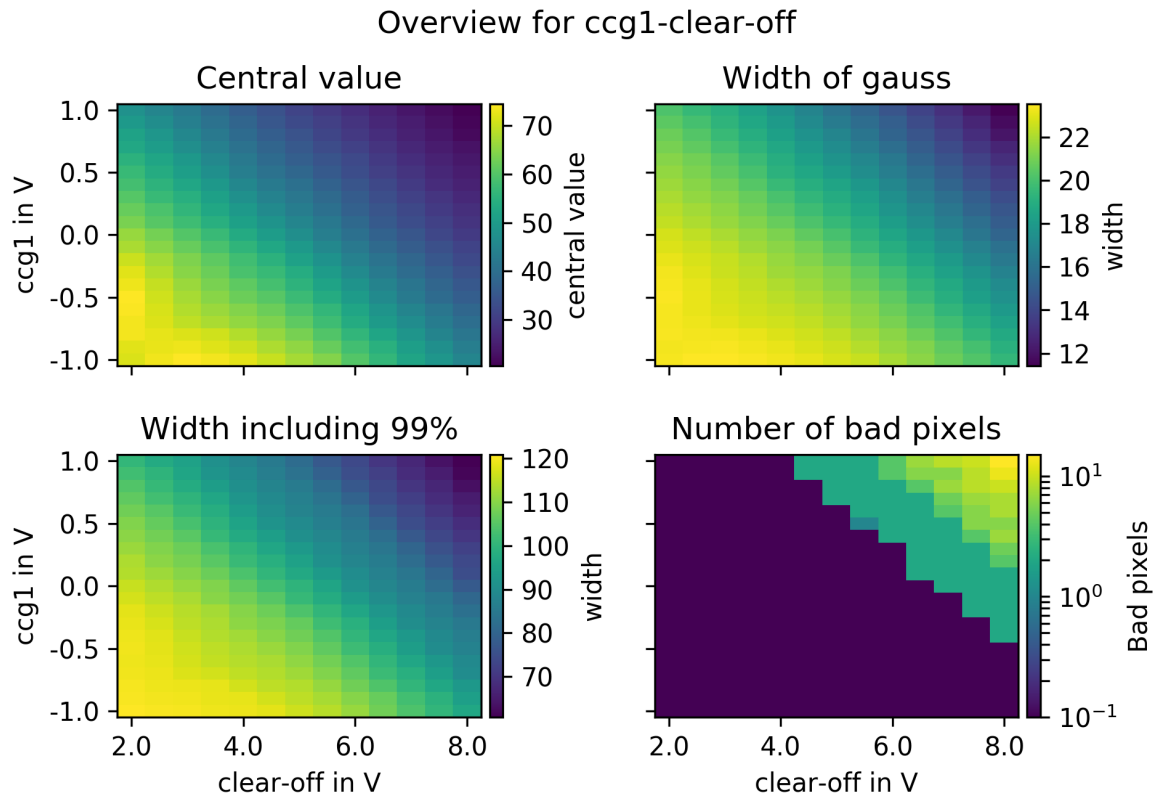 Overview for ccg1-clear-off
Central value
Width of gauss
1.0
0.5
0.0
-0.5
-1.0
ccg1 in V
70
60
50
40
30
central value
22
20
18
16
14
12
width
Width including 99%
Number of bad pixels
1.0
0.5
0.0
-0.5
-1.0
ccg1 in V
2.0 4.0 6.0 8.0
clear-off in V
120
110
100
90
80
70
width
2.0 4.0 6.0 8.0
clear-off in V
10¹
10⁰
10⁻¹
Bad pixels